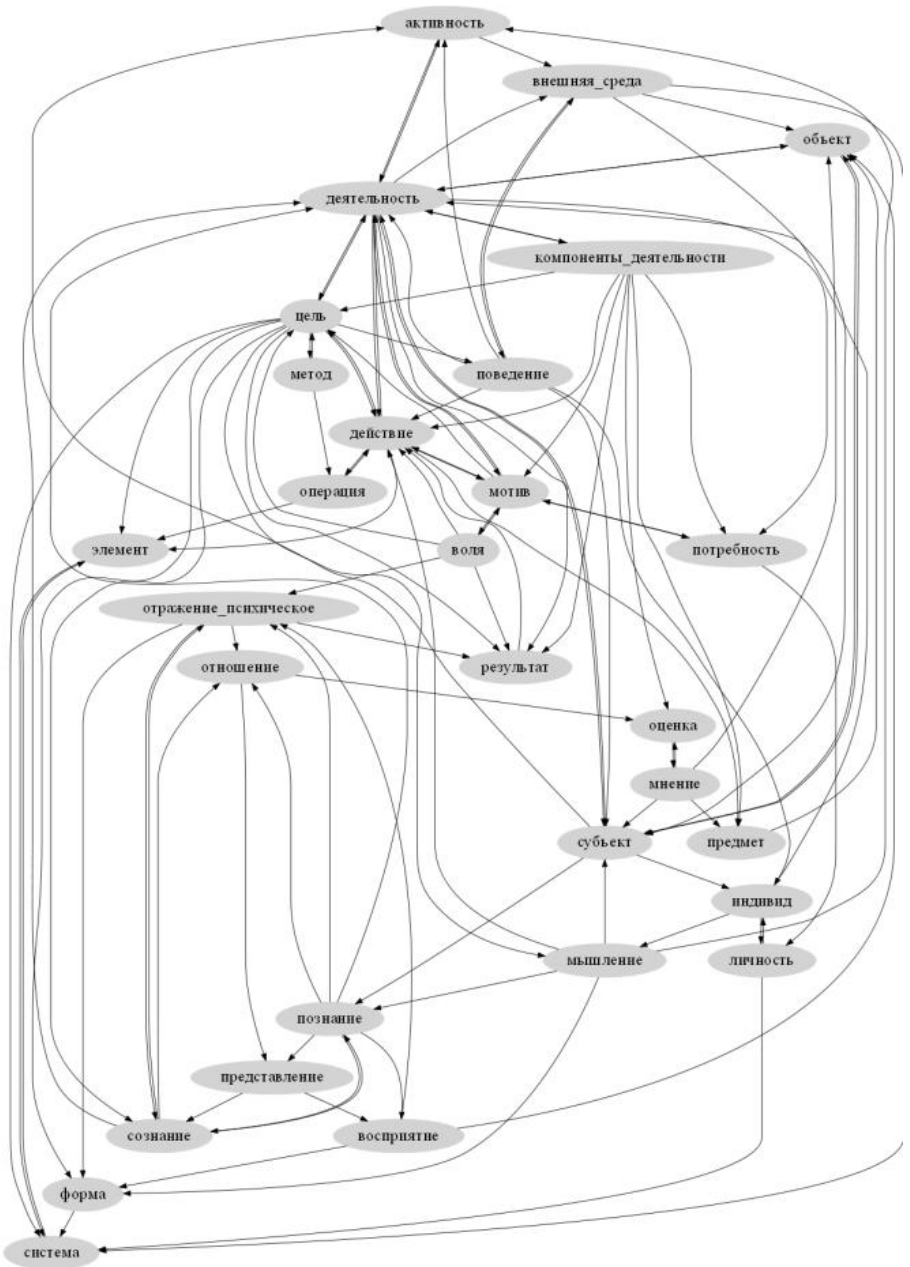 активность
внешняя_среда
объект
деятельность
компоненты_деятельности
цель
метод
поведение
действие
операция
мотив
элемент
воля
потребность
отражение_психическое
отношение
результат
оценка
мнение
субъект
предмет
индивид
мышление
личность
познание
представление
сознание
восприятие
форма
система